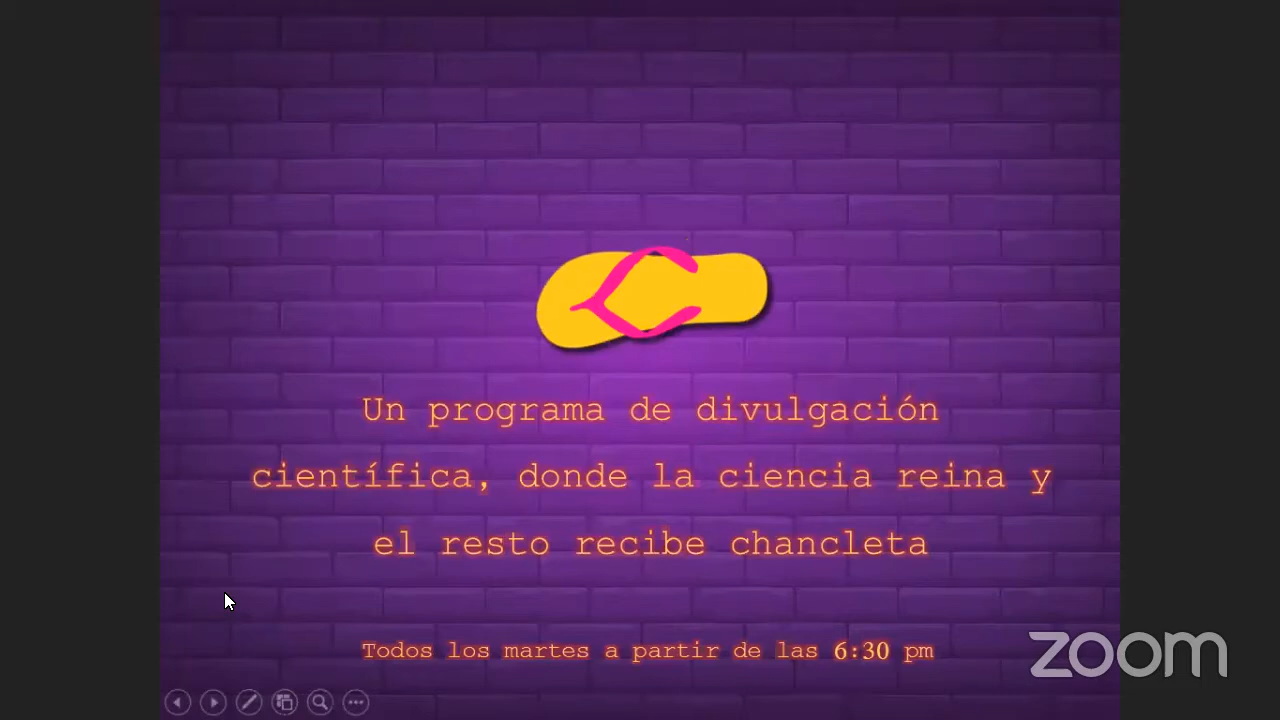 Un programa de divulgación
científica, donde la ciencia reina y
el resto recibe chancleta
Todos los martes a partir de las 6:30 pm
zoom